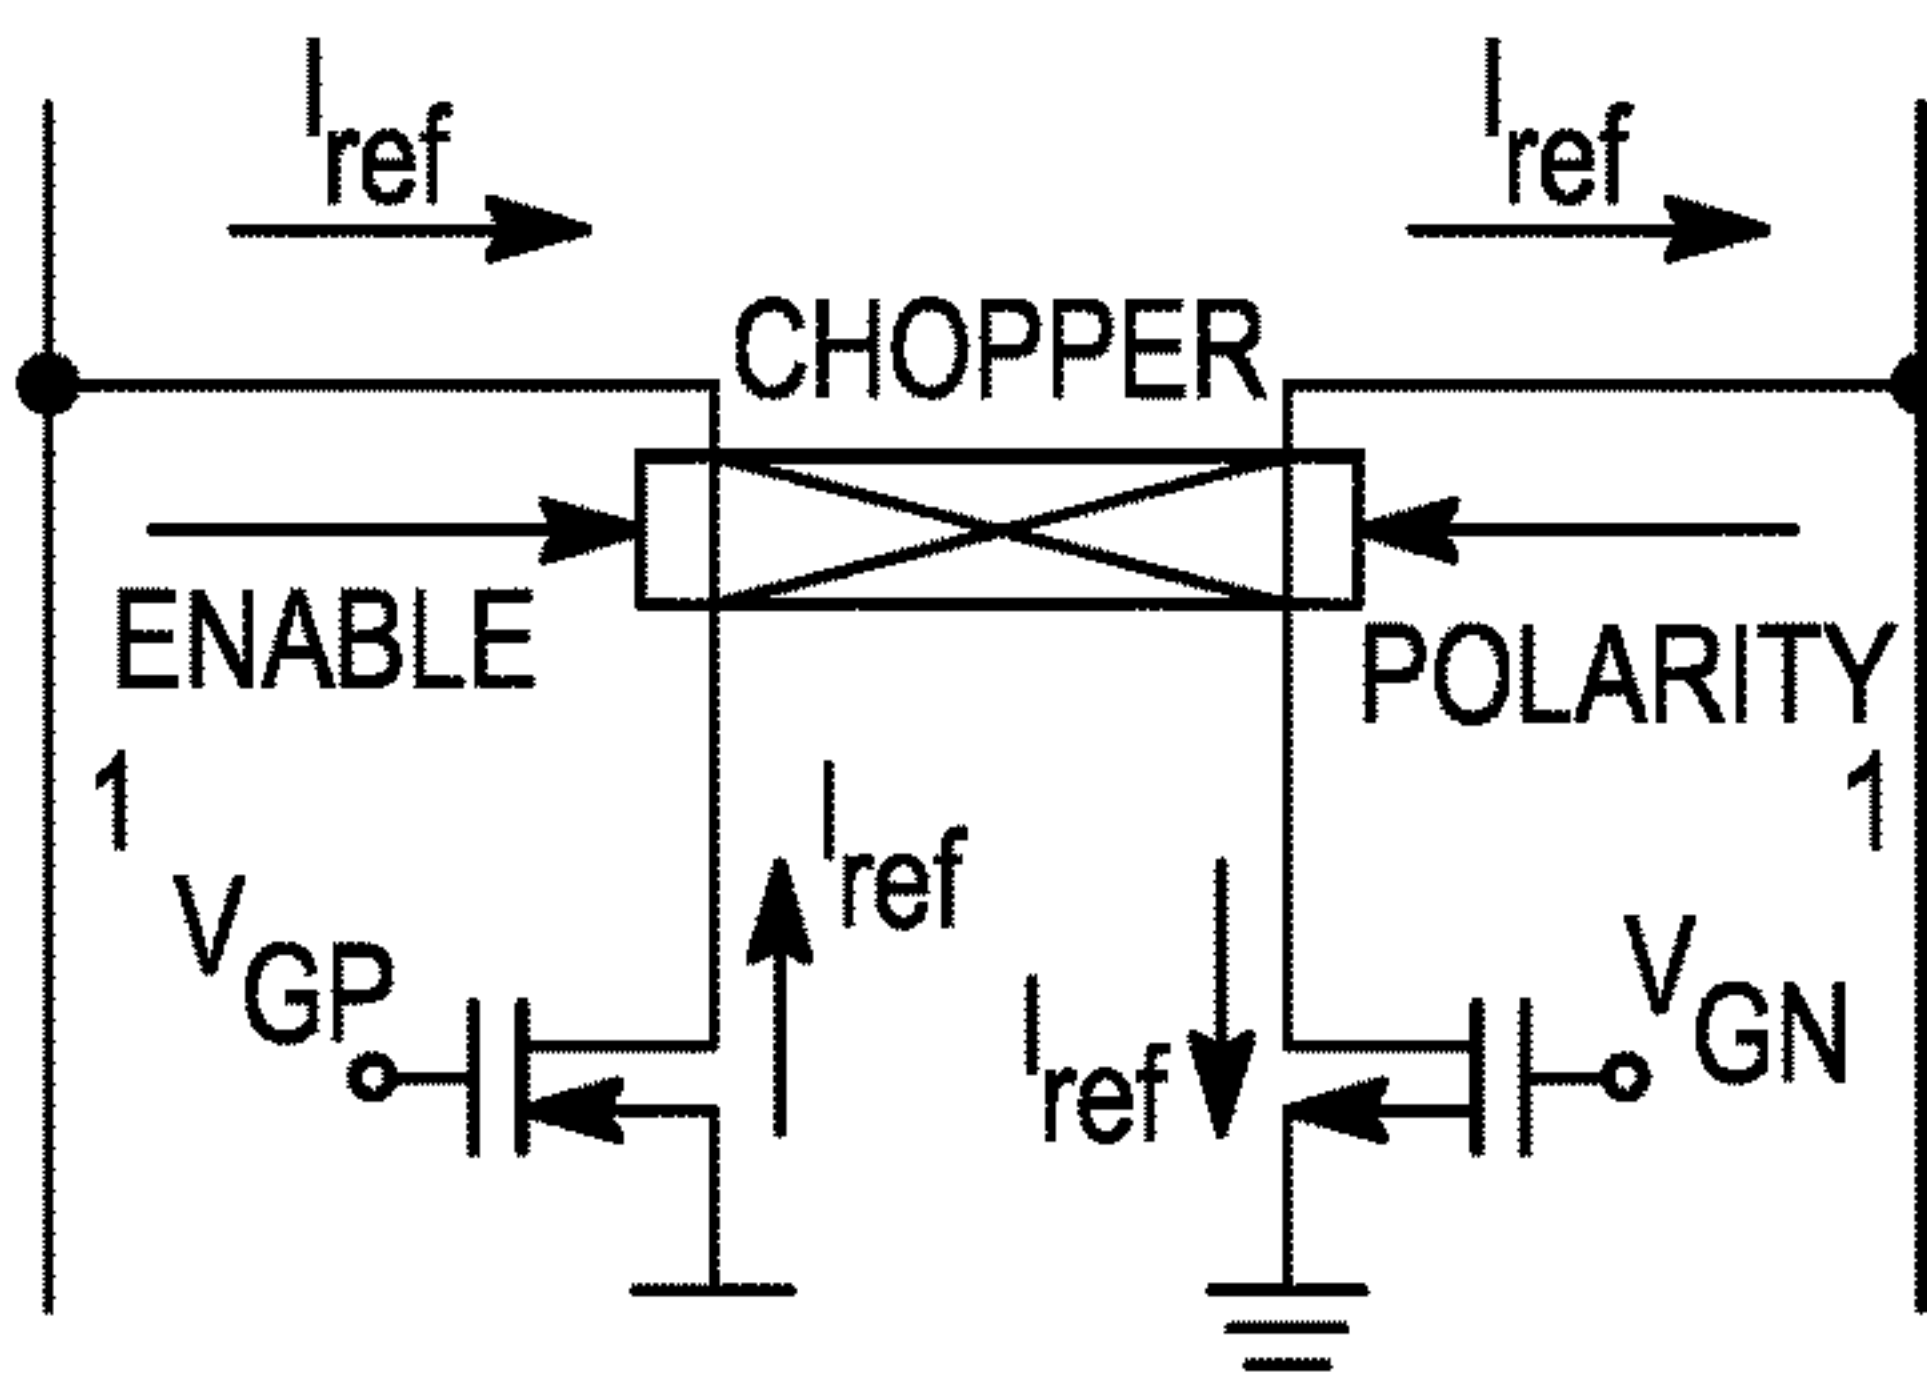 Iref
Iref
CHOPPER
ENABLE
POLARITY
1
1
VGP
Iref
Iref
VGN